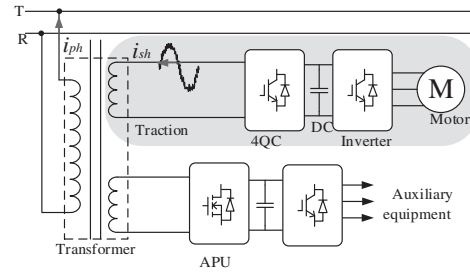 T
R
iph
ish
M
Traction
4QC
DC
Inverter
Motor
Auxiliary
equipment
Transformer
APU